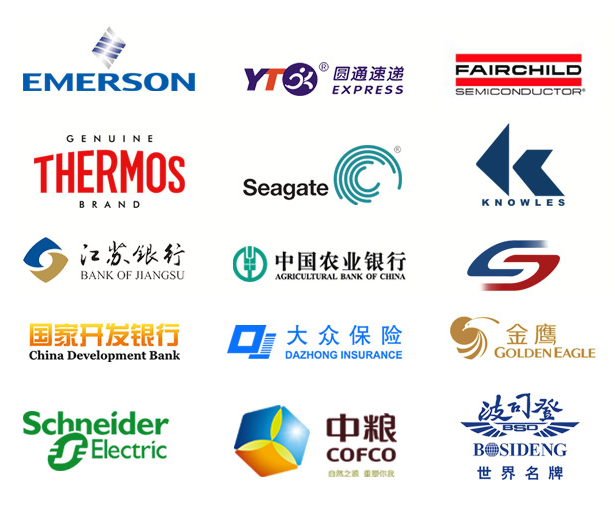 EMERSON
YTO® 圆通速递
EXPRESS
FAIRCHILD
SEMICONDUCTOR®
GENUINE
THERMOS
BRAND
Seagate®
KNOWLES
江苏银行
BANK OF JIANGSU
中国农业银行
AGRICULTURAL BANK OF CHINA
国家开发银行
China Development Bank
大众保险
DAZHONG INSURANCE
金鹰
GOLDEN EAGLE
Schneider
Electric
中粮
COFCO
自然之源 重塑你我
波司登
BSD
BOSIDENG
世界名牌